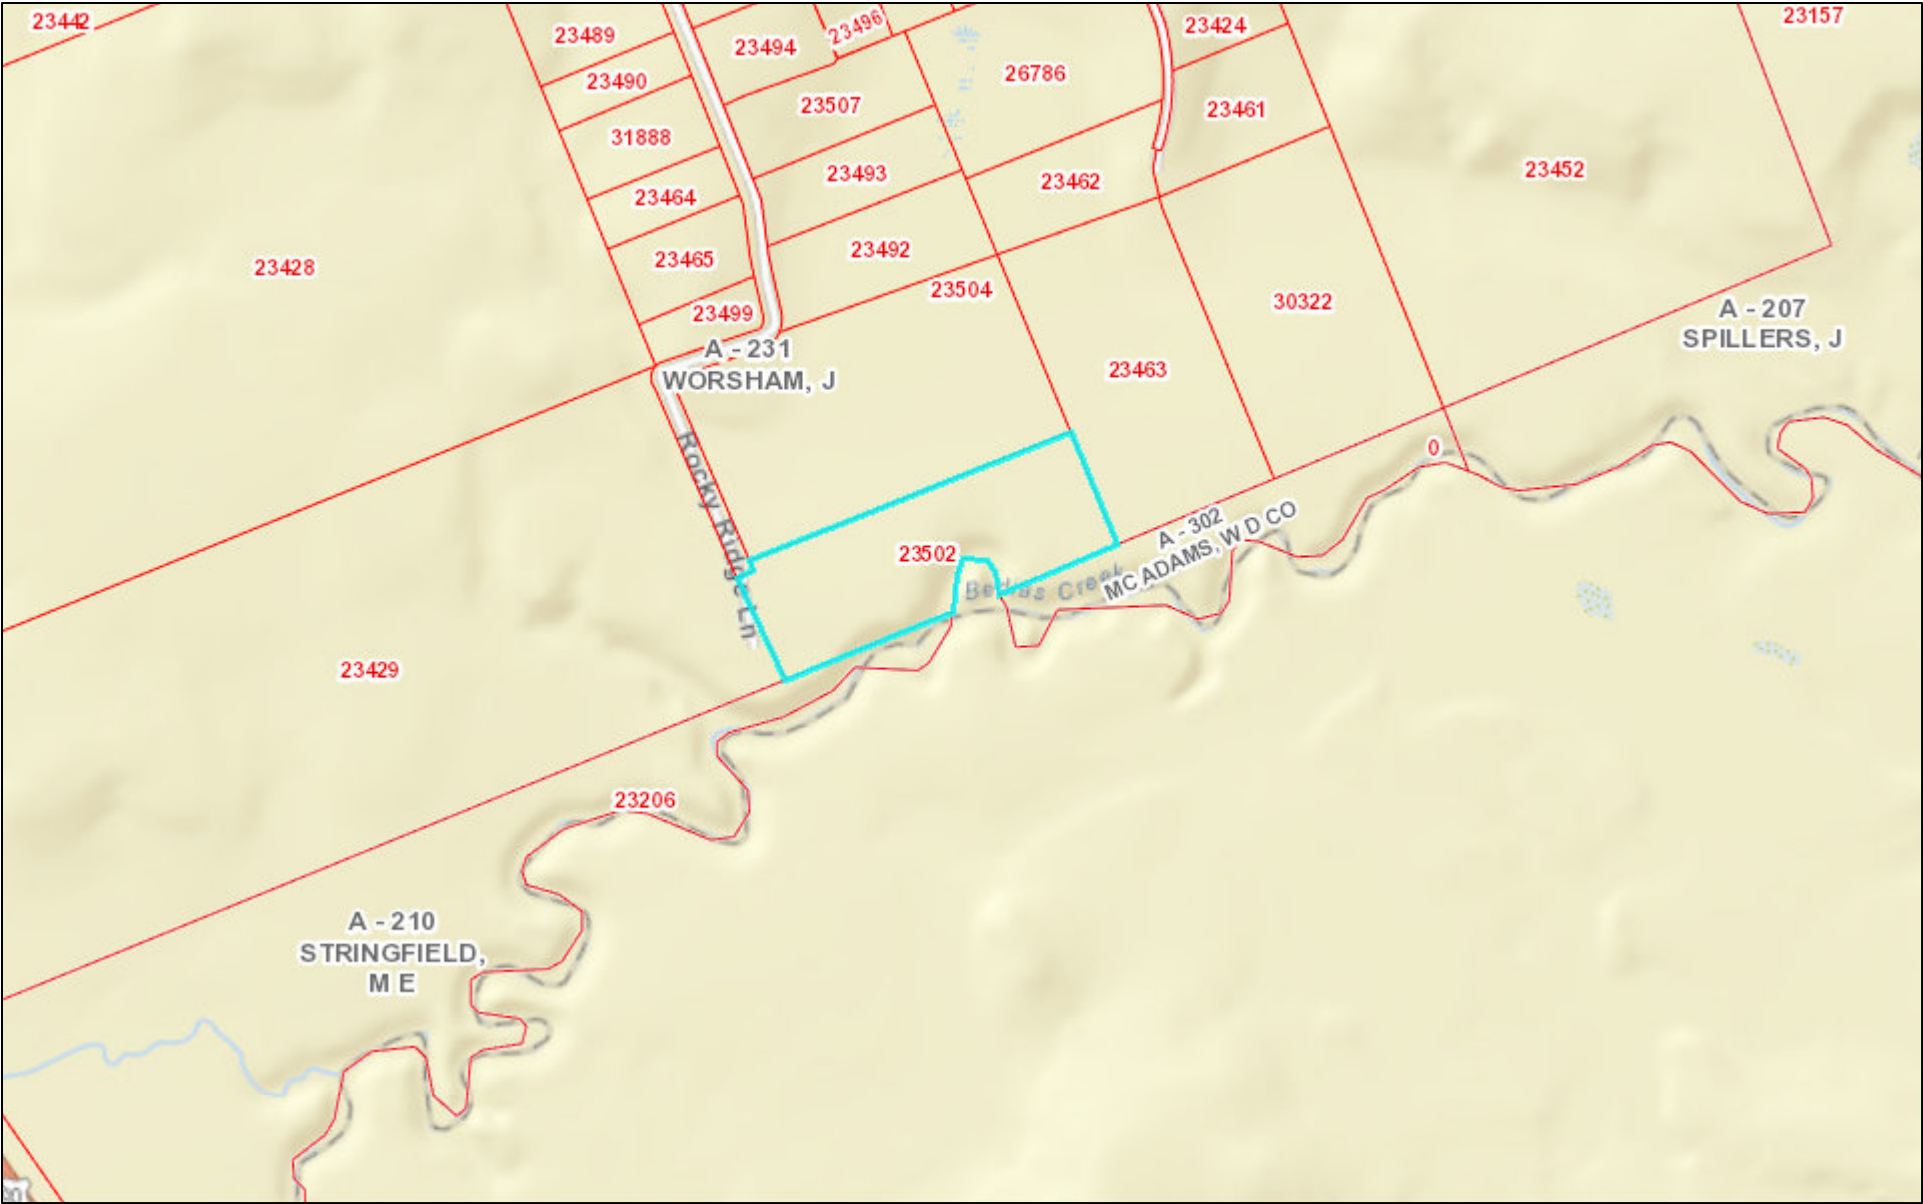 23442
23489
23494
23496
23424
23157
23490
26786
23507
23461
31888
23493
23462
23452
23464
23492
23465
23428
23504
23499
30322
A - 207
SPILLERS, J
A - 231
WORSHAM, J
23463
0
Rocky Ridge Ln
A - 302
MC ADAMS, W D CO
23502
Bedias Creek
23429
23206
A - 210
STRINGFIELD,
M E